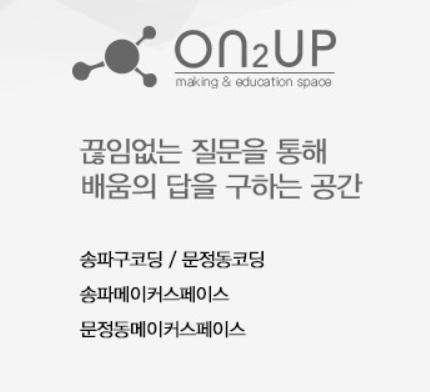 ON2UP
making & education space
끊임없는 질문을 통해
배움의 답을 구하는 공간
송파구코딩 / 문정동코딩
송파메이커스페이스
문정동메이커스페이스